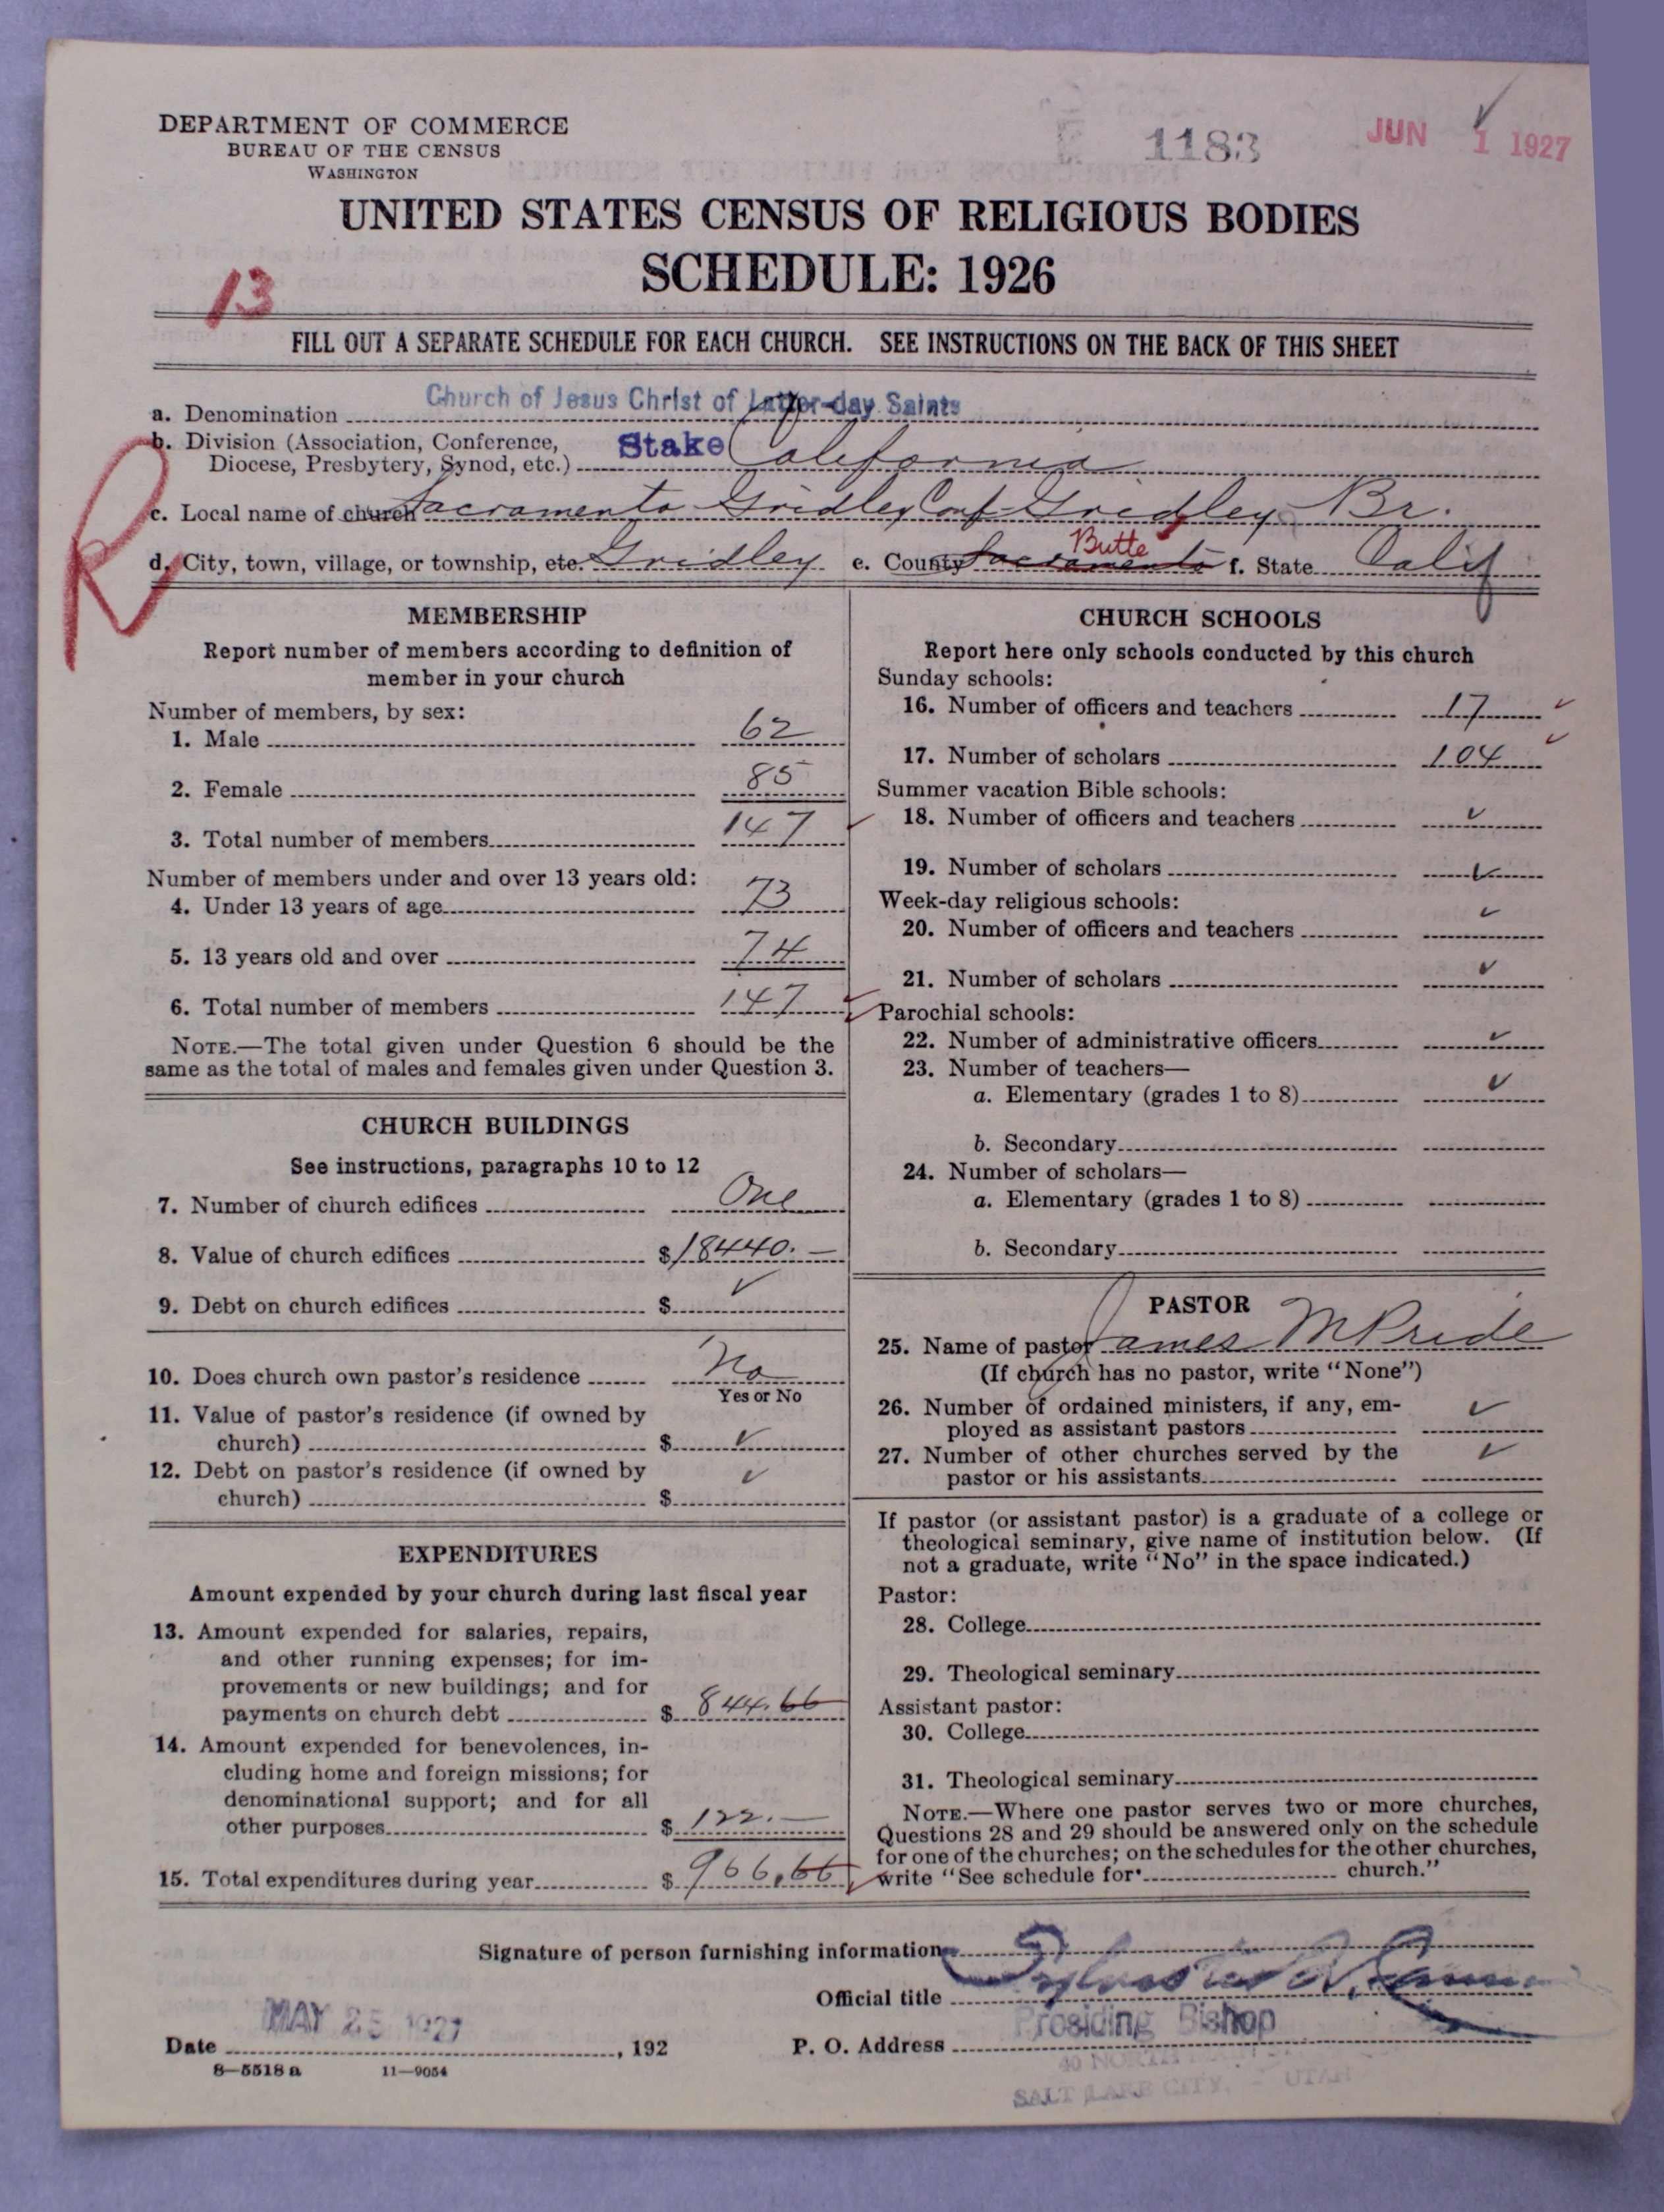 DEPARTMENT OF COMMERCE
BUREAU OF THE CENSUS
WASHINGTON
1183
JUN 1 1927
UNITED STATES CENSUS OF RELIGIOUS BODIES
SCHEDULE: 1926
13
FILL OUT A SEPARATE SCHEDULE FOR EACH CHURCH. SEE INSTRUCTIONS ON THE BACK OF THIS SHEET
a. Denomination Church of Jesus Christ of Latter-day Saints
b. Division (Association, Conference,
Diocese, Presbytery, Synod, etc.) Stake California
R
c. Local name of church Sacramento Gridley Conf-Gridley Br.
d. City, town, village, or township, etc. Gridley e. County Sacramento Butte f. State Calif
MEMBERSHIP
Report number of members according to definition of
member in your church
Number of members, by sex:
1. Male 62
2. Female 85
3. Total number of members 147
Number of members under and over 13 years old:
4. Under 13 years of age 73
5. 13 years old and over 74
6. Total number of members 147
NOTE.—The total given under Question 6 should be the
same as the total of males and females given under Question 3.
CHURCH BUILDINGS
See instructions, paragraphs 10 to 12
7. Number of church edifices One
8. Value of church edifices $18440.—
9. Debt on church edifices $ ✓
10. Does church own pastor's residence No
Yes or No
11. Value of pastor's residence (if owned by
church) $ ✓
12. Debt on pastor's residence (if owned by
church) $ ✓
EXPENDITURES
Amount expended by your church during last fiscal year
13. Amount expended for salaries, repairs,
and other running expenses; for im-
provements or new buildings; and for
payments on church debt $ 844.66
14. Amount expended for benevolences, in-
cluding home and foreign missions; for
denominational support; and for all
other purposes $ 122.—
15. Total expenditures during year $ 966.66
CHURCH SCHOOLS
Report here only schools conducted by this church
Sunday schools:
16. Number of officers and teachers 17
17. Number of scholars 104
Summer vacation Bible schools:
18. Number of officers and teachers ✓
19. Number of scholars ✓
Week-day religious schools:
20. Number of officers and teachers ✓
21. Number of scholars ✓
Parochial schools:
22. Number of administrative officers ✓
23. Number of teachers—
a. Elementary (grades 1 to 8) ✓
b. Secondary
24. Number of scholars—
a. Elementary (grades 1 to 8)
b. Secondary
PASTOR
25. Name of pastor James M Pride
(If church has no pastor, write "None")
26. Number of ordained ministers, if any, em-
ployed as assistant pastors ✓
27. Number of other churches served by the
pastor or his assistants ✓
If pastor (or assistant pastor) is a graduate of a college or
theological seminary, give name of institution below. (If
not a graduate, write "No" in the space indicated.)
Pastor:
28. College
29. Theological seminary
Assistant pastor:
30. College
31. Theological seminary
NOTE.—Where one pastor serves two or more churches,
Questions 28 and 29 should be answered only on the schedule
for one of the churches; on the schedules for the other churches,
write "See schedule for church."
Signature of person furnishing information
Official title Presiding Bishop
Date MAY 25 1927, 192
P. O. Address 40 NORTH
SALT LAKE CITY, - UTAH
8—5518a 11—9054